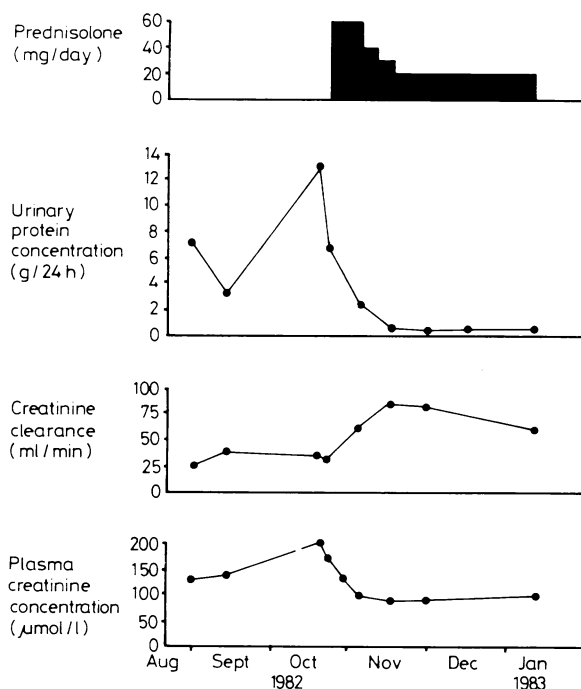 Prednisolone
(mg/day)
60
40
20
0
Urinary
protein
concentration
(g/24 h)
14
12
10
8
6
4
2
0
Creatinine
clearance
(ml/min)
100
75
50
25
0
Plasma
creatinine
concentration
(µmol/l)
200
150
100
50
0
Aug Sept Oct Nov Dec Jan
1982 1983